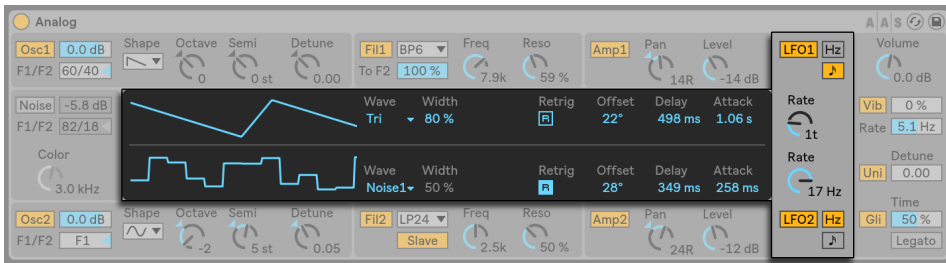 Analog
A A S
Osc1 0.0 dB Shape Octave Semi Detune
F1/F2 60/40 0 0 st 0.00
Fil1 BP6 Freq Reso
To F2 100 % 7.9k 59 %
Amp1 Pan Level
14R -14 dB
LFO1 Hz
Volume
0.0 dB
Noise -5.8 dB
F1/F2 82/18
Color
3.0 kHz
Wave Width Retrig Offset Delay Attack
Tri 80 % R 22° 498 ms 1.06 s
Wave Width Retrig Offset Delay Attack
Noise1 50 % R 28° 349 ms 258 ms
Rate
1t
Rate
17 Hz
Vib 0 %
Rate 5.1 Hz
Detune
Uni 0.00
Osc2 0.0 dB Shape Octave Semi Detune
F1/F2 F1 -2 5 st 0.05
Fil2 LP24 Freq Reso
Slave 2.5k 50 %
Amp2 Pan Level
24R -12 dB
LFO2 Hz
Time
Gli 50 %
Legato